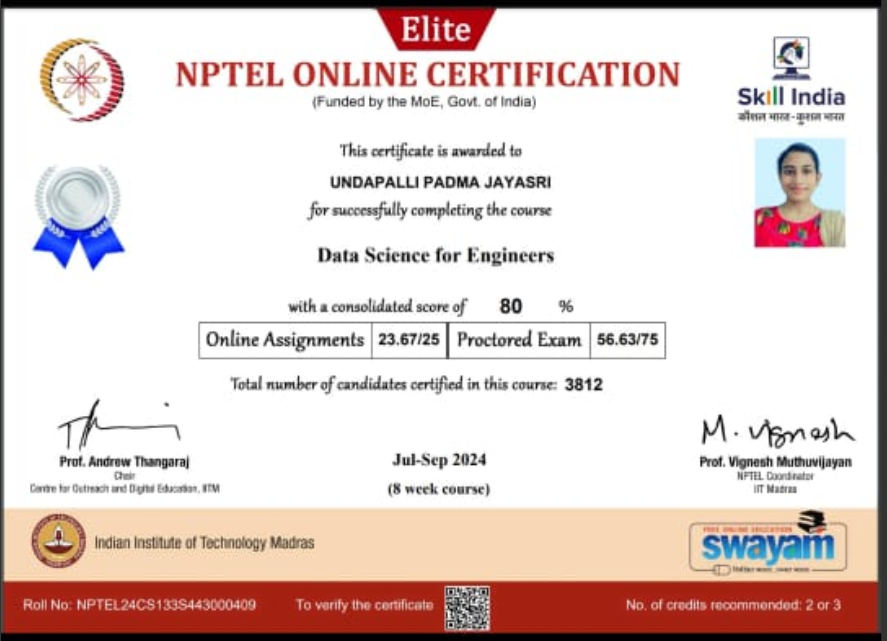 Elite
NPTEL ONLINE CERTIFICATION
(Funded by the MoE, Govt. of India)
Skill India
कौशल भारत - कुशल भारत
This certificate is awarded to
UNDAPALLI PADMA JAYASRI
for successfully completing the course
Data Science for Engineers
with a consolidated score of 80 %
Online Assignments 23.67/25 Proctored Exam 56.63/75
Total number of candidates certified in this course: 3812
M. Vignesh
Prof. Andrew Thangaraj
Chair
Centre for Outreach and Digital Education, IITM
Jul-Sep 2024
(8 week course)
Prof. Vignesh Muthuvijayan
NPTEL Coordinator
IIT Madras
Indian Institute of Technology Madras
FREE ONLINE EDUCATION
swayam
Roll No: NPTEL24CS133S443000409
To verify the certificate
No. of credits recommended: 2 or 3